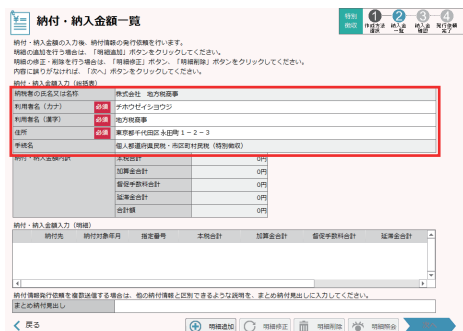 納付・納入金額一覧
特別
徴収
1 2 3 4
作成方法
選択
納入金
一覧
納入金
確認
発行依頼
完了
納付・納入金額の入力後、納付情報の発行依頼を行います。
明細の追加を行う場合は、「明細追加」ボタンをクリックしてください。
明細の修正・削除を行う場合は、「明細修正」ボタン、「明細削除」ボタンをクリックしてください。
内容に誤りがなければ、「次へ」ボタンをクリックしてください。
納付・納入金額入力（総括表）
納税者の氏名又は名称 株式会社 地方税商事
利用者名（カナ） 必須 チホウゼイショウジ
利用者名（漢字） 必須 地方税商事
住所 必須 東京都千代田区永田町１－２－３
手続名 個人都道府県民税・市区町村民税（特別徴収）
納付・納入金額内訳 本税合計 0円
加算金合計 0円
督促手数料合計 0円
延滞金合計 0円
合計額 0円
納付・納入金額入力（明細）
納付先 納付対象年月 指定番号 本税合計 加算金合計 督促手数料合計 延滞金合計
納付情報発行依頼を複数送信する場合は、他の納付情報と区別できるような説明を、まとめ納付見出しに入力してください。
まとめ納付見出し
戻る 明細追加 明細修正 明細削除 明細照会